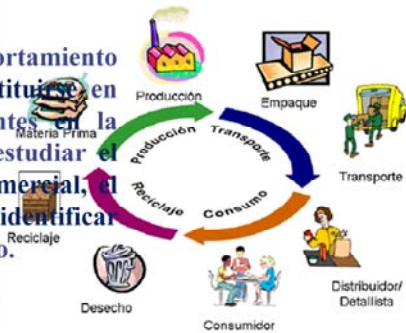 ortamiento
tituirse en
ntes en la
estudiar el
mercial, el
identificar
o.
Producción
Empaque
Materia Prima
Transporte
Reciclaje
Distribuidor/
Detallista
Desecho
Consumidor
Producción
Transporte
Consumo
Reciclaje